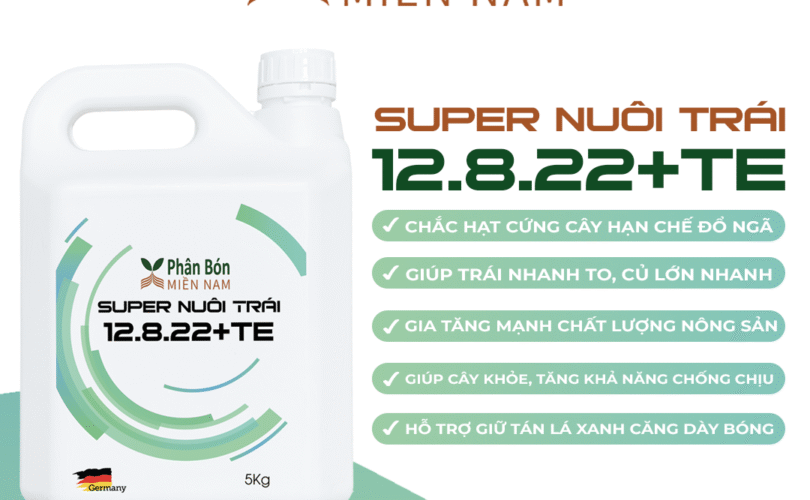 MIỀN NAM
SUPER NUÔI TRÁI
12.8.22+TE
✓ CHẮC HẠT CỨNG CÂY HẠN CHẾ ĐỔ NGÃ
✓ GIÚP TRÁI NHANH TO, CỦ LỚN NHANH
✓ GIA TĂNG MẠNH CHẤT LƯỢNG NÔNG SẢN
✓ GIÚP CÂY KHỎE, TĂNG KHẢ NĂNG CHỐNG CHỊU
✓ HỖ TRỢ GIỮ TÁN LÁ XANH CĂNG DÀY BÓNG
Phân Bón
MIỀN NAM
SUPER NUÔI TRÁI
12.8.22+TE
Germany
5Kg